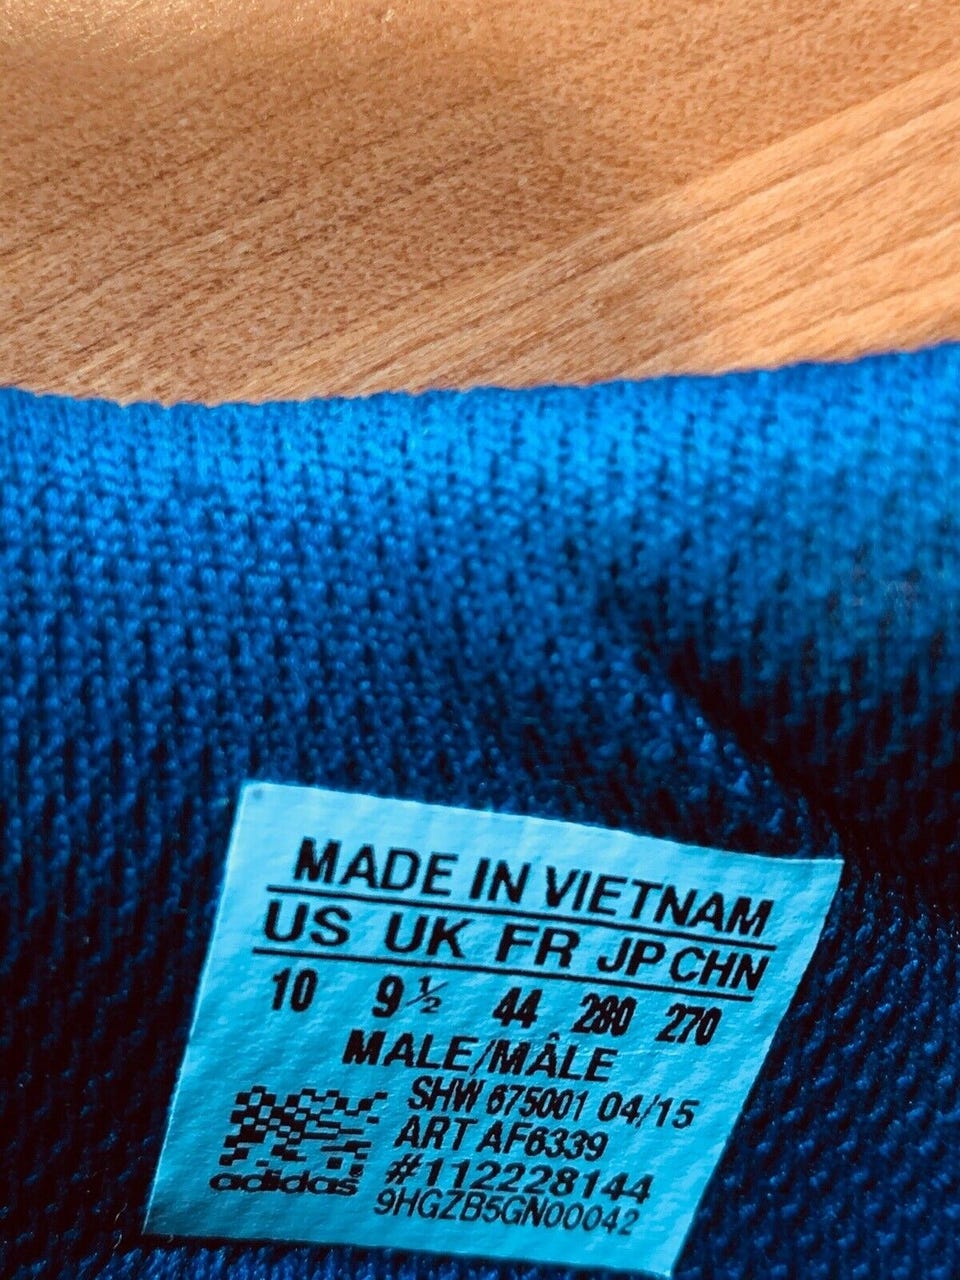 MADE IN VIETNAM
US UK FR JP CHN
10 9½ 44 280 270
MALE/MÂLE
SHW 675001 04/15
ART AF6339
#112228144
adidas
9HGZB5GN00042